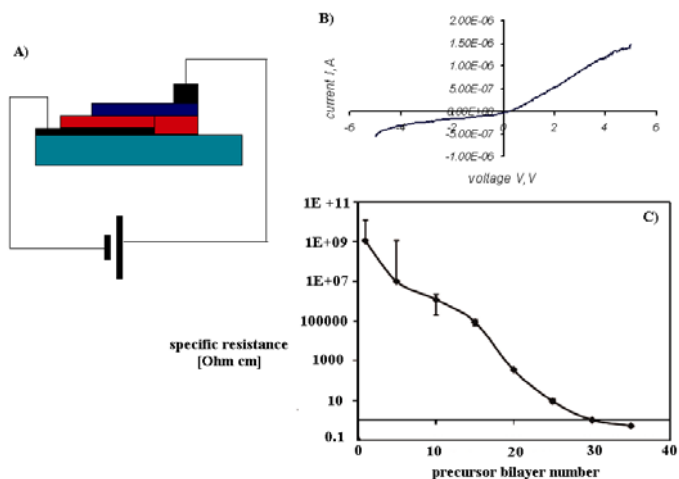 A)
B)
2.00E-06
1.50E-06
1.00E-06
5.00E-07
0.00E+00
-5.00E-07
-1.00E-06
-6 -4 -2 0 2 4 6
current I, A
voltage V, V
C)
1E +11
1E+09
1E+07
100000
1000
10
0.1
0 10 20 30 40
specific resistance
[Ohm cm]
precursor bilayer number